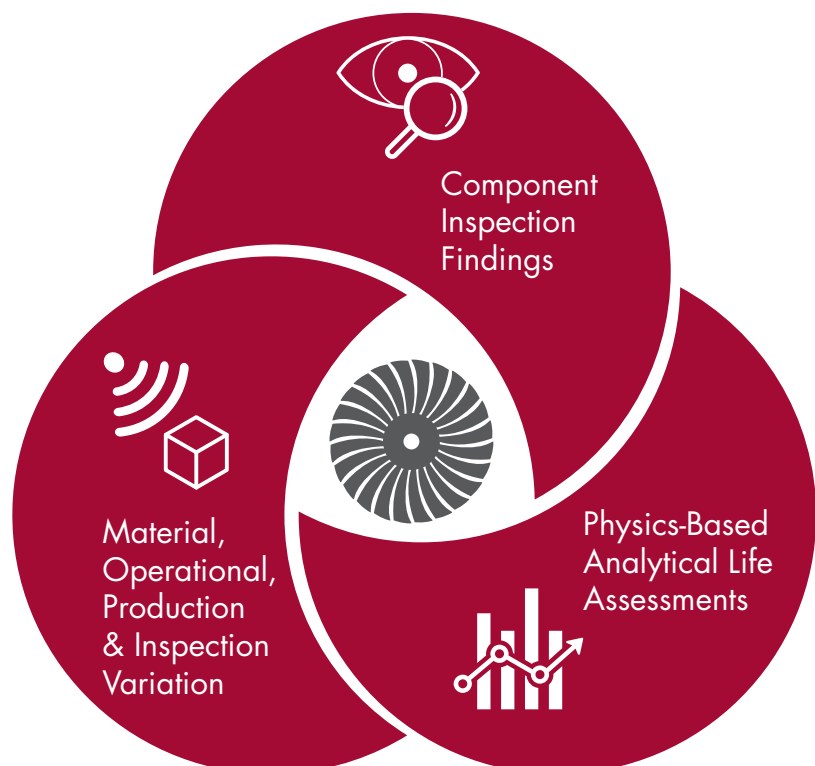 Component
Inspection
Findings
Material,
Operational,
Production
& Inspection
Variation
Physics-Based
Analytical Life
Assessments